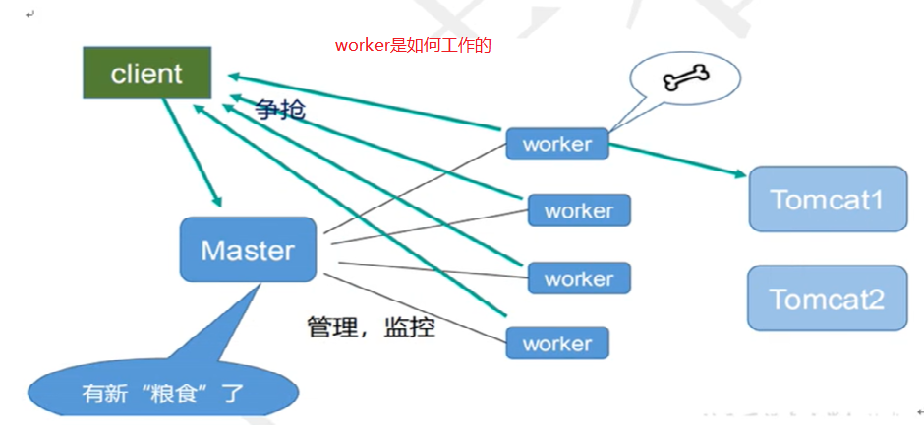 worker是如何工作的
client
争抢
worker
Tomcat1
worker
Master
worker
Tomcat2
管理，监控
worker
有新“粮食”了